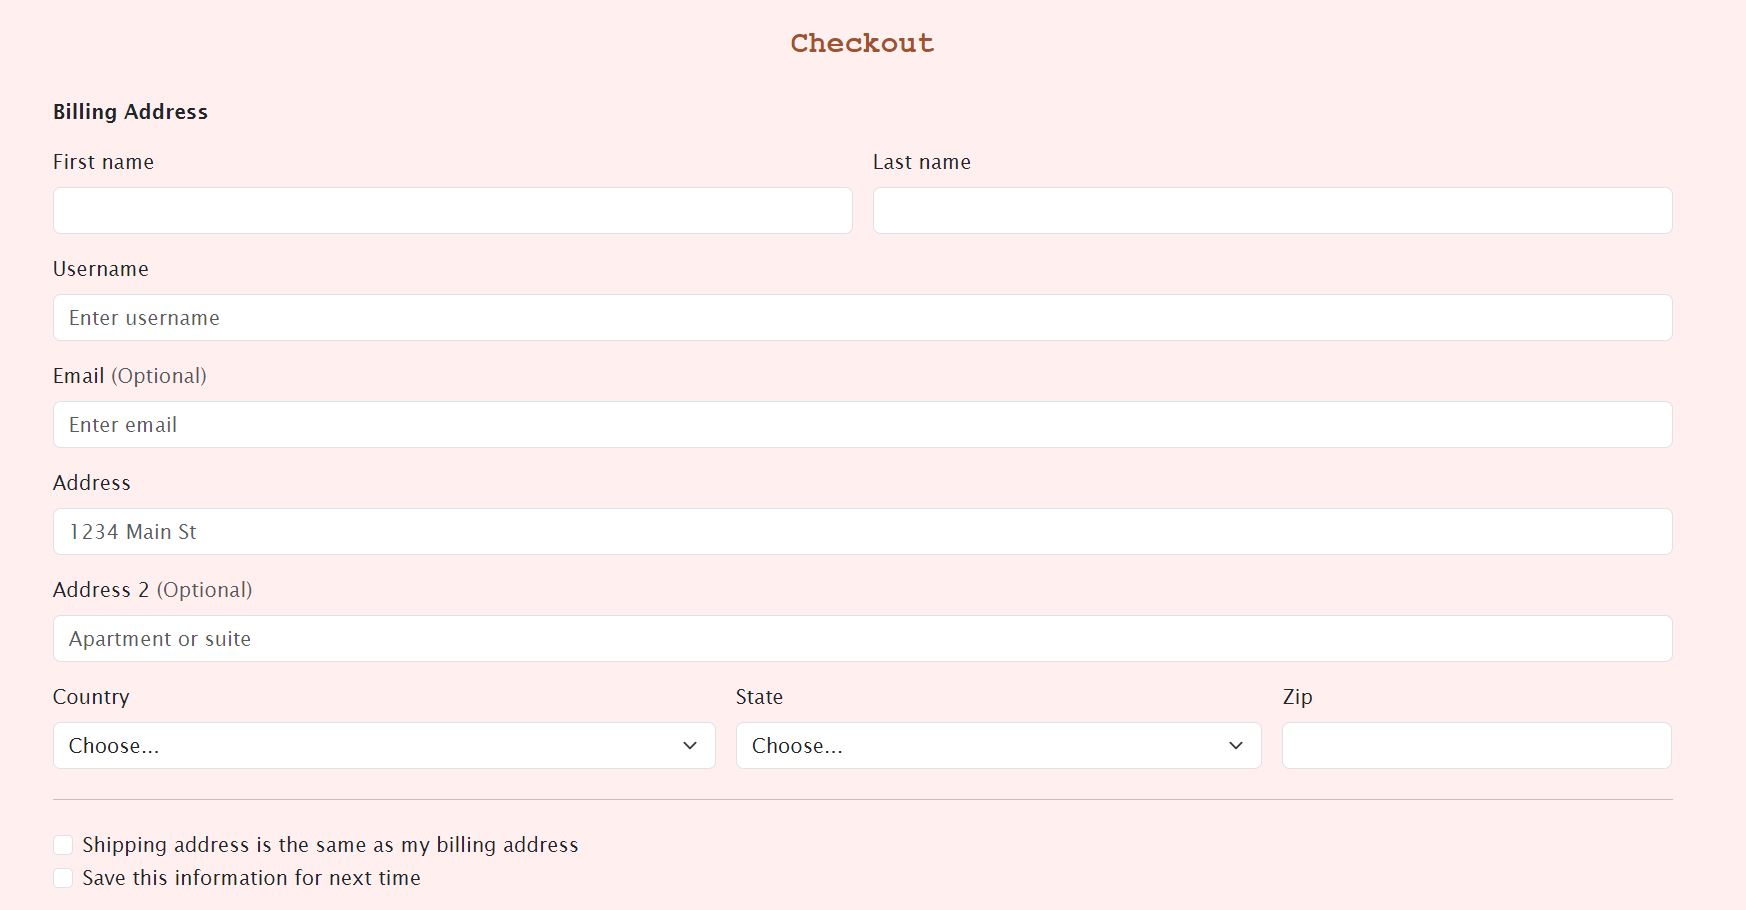 Checkout
Billing Address
First name
Last name
Username
Enter username
Email (Optional)
Enter email
Address
1234 Main St
Address 2 (Optional)
Apartment or suite
Country
State
Zip
Choose...
Choose...
Shipping address is the same as my billing address
Save this information for next time